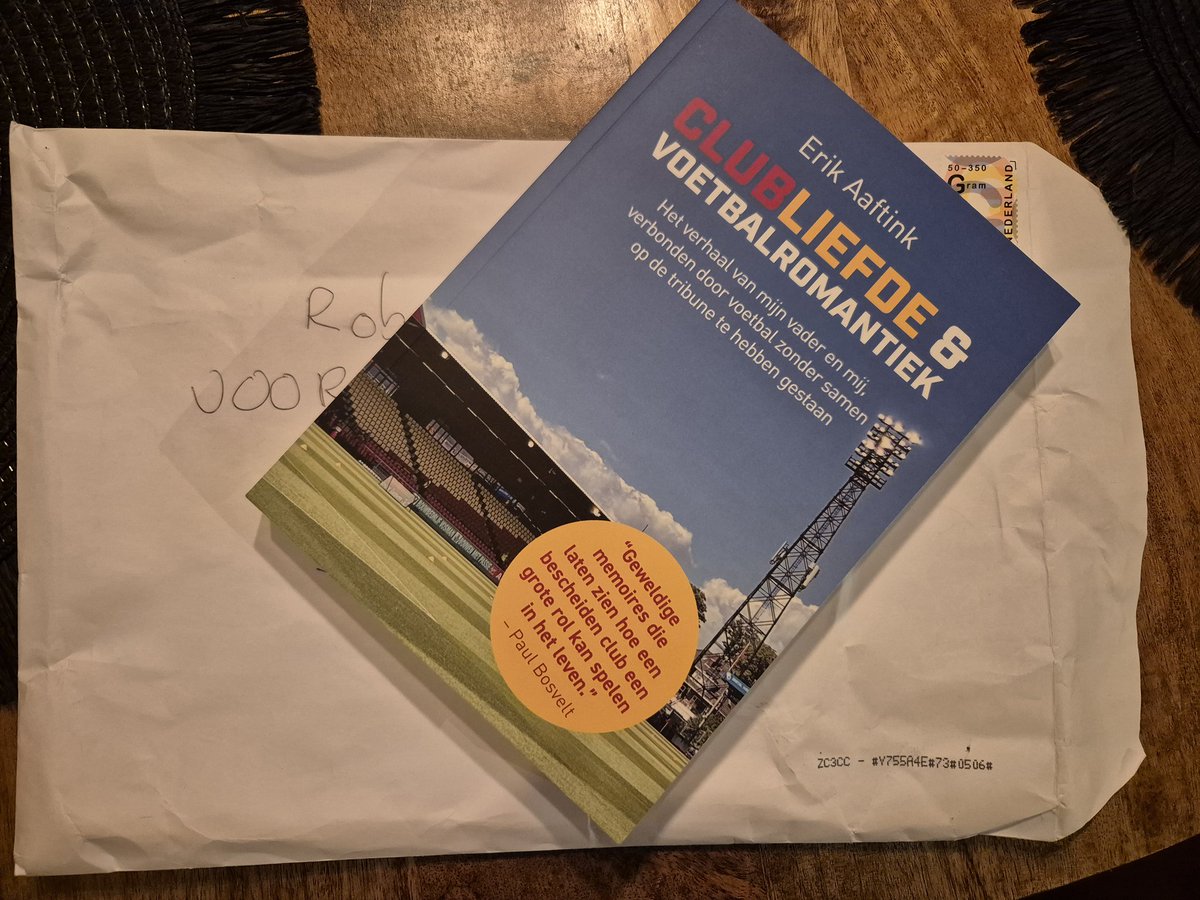 Erik Aaftink
CLUBLIEFDE &
VOETBALROMANTIEK
Het verhaal van mijn vader en mij,
verbonden door voetbal zonder samen
op de tribune te hebben gestaan
“Geweldige
memoires die
laten zien hoe een
bescheiden club een
grote rol kan spelen
in het leven.”
– Paul Bosvelt
Rob
VOOR
50-350
Gram
NEDERLAND
ZC3CC - #Y755A4E#73#0506#